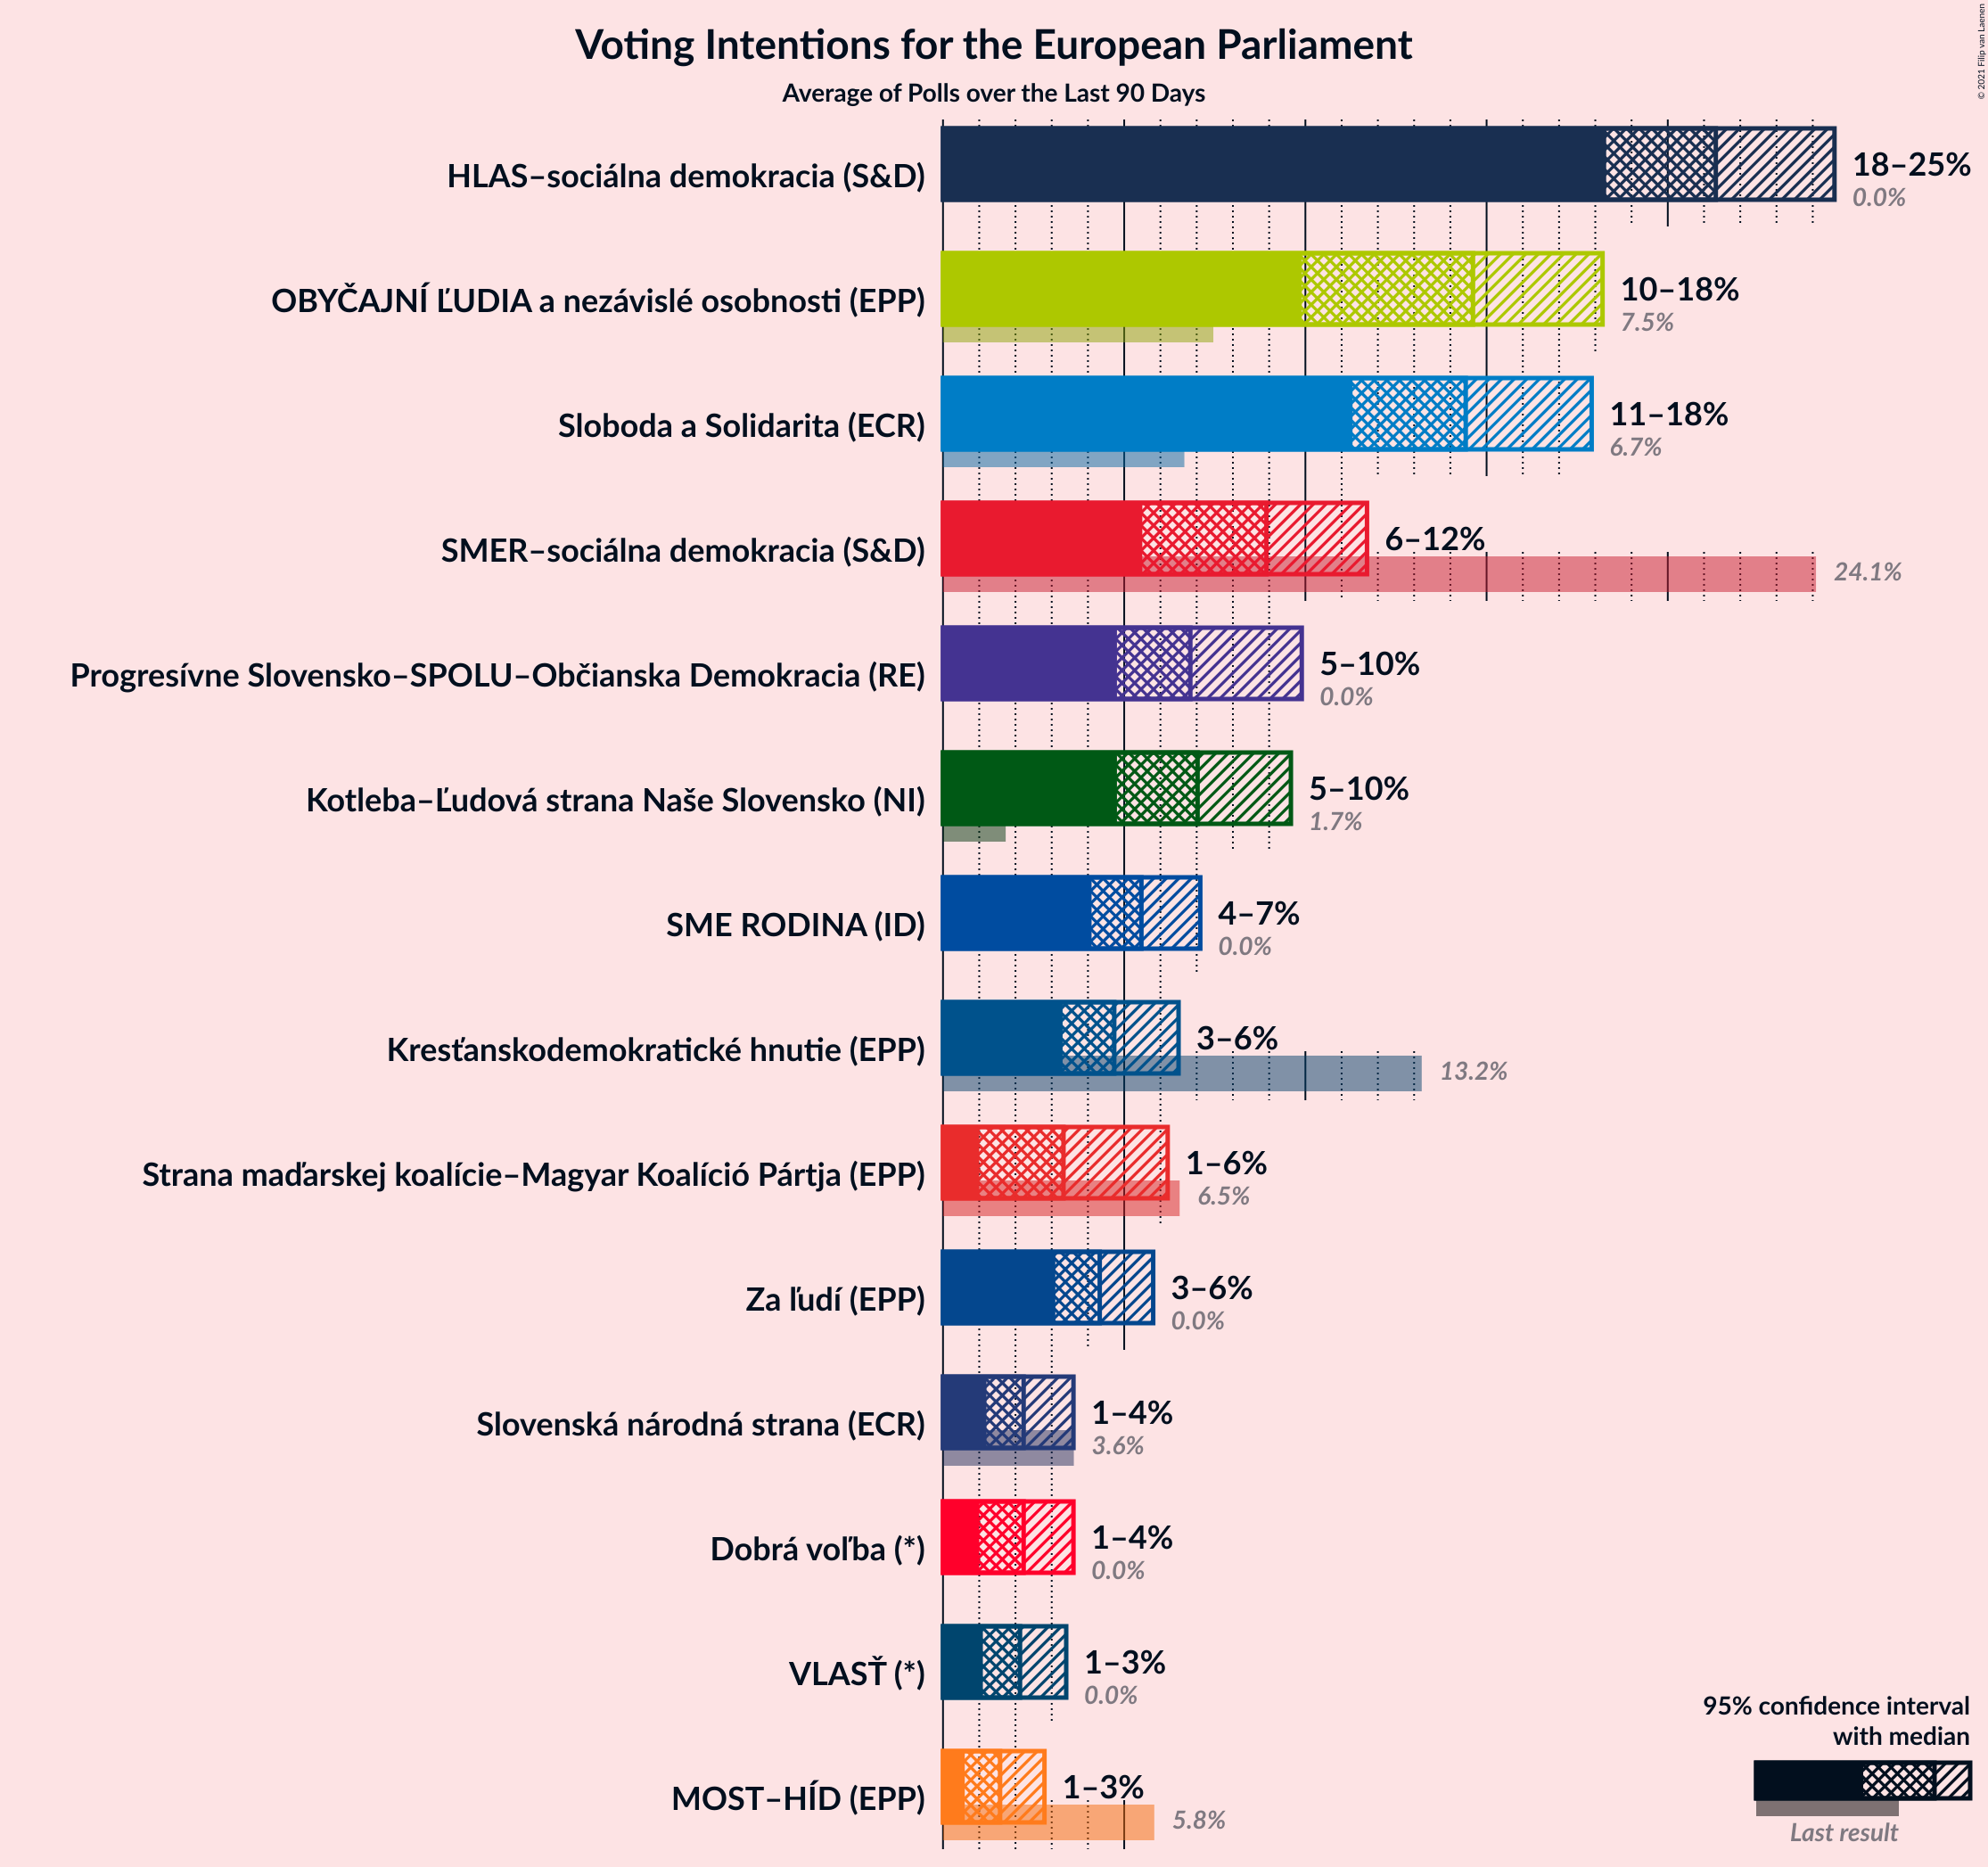 Voting Intentions for the European Parliament
Average of Polls over the Last 90 Days
© 2021 Filip van Laenen
HLAS–sociálna demokracia (S&D)
18–25%
0.0%
OBYČAJNÍ ĽUDIA a nezávislé osobnosti (EPP)
10–18%
7.5%
Sloboda a Solidarita (ECR)
11–18%
6.7%
SMER–sociálna demokracia (S&D)
6–12%
24.1%
Progresívne Slovensko–SPOLU–Občianska Demokracia (RE)
5–10%
0.0%
Kotleba–Ľudová strana Naše Slovensko (NI)
5–10%
1.7%
SME RODINA (ID)
4–7%
0.0%
Kresťanskodemokratické hnutie (EPP)
3–6%
13.2%
Strana maďarskej koalície–Magyar Koalíció Pártja (EPP)
1–6%
6.5%
Za ľudí (EPP)
3–6%
0.0%
Slovenská národná strana (ECR)
1–4%
3.6%
Dobrá voľba (*)
1–4%
0.0%
VLASŤ (*)
1–3%
0.0%
MOST–HÍD (EPP)
1–3%
5.8%
95% confidence interval
with median
Last result